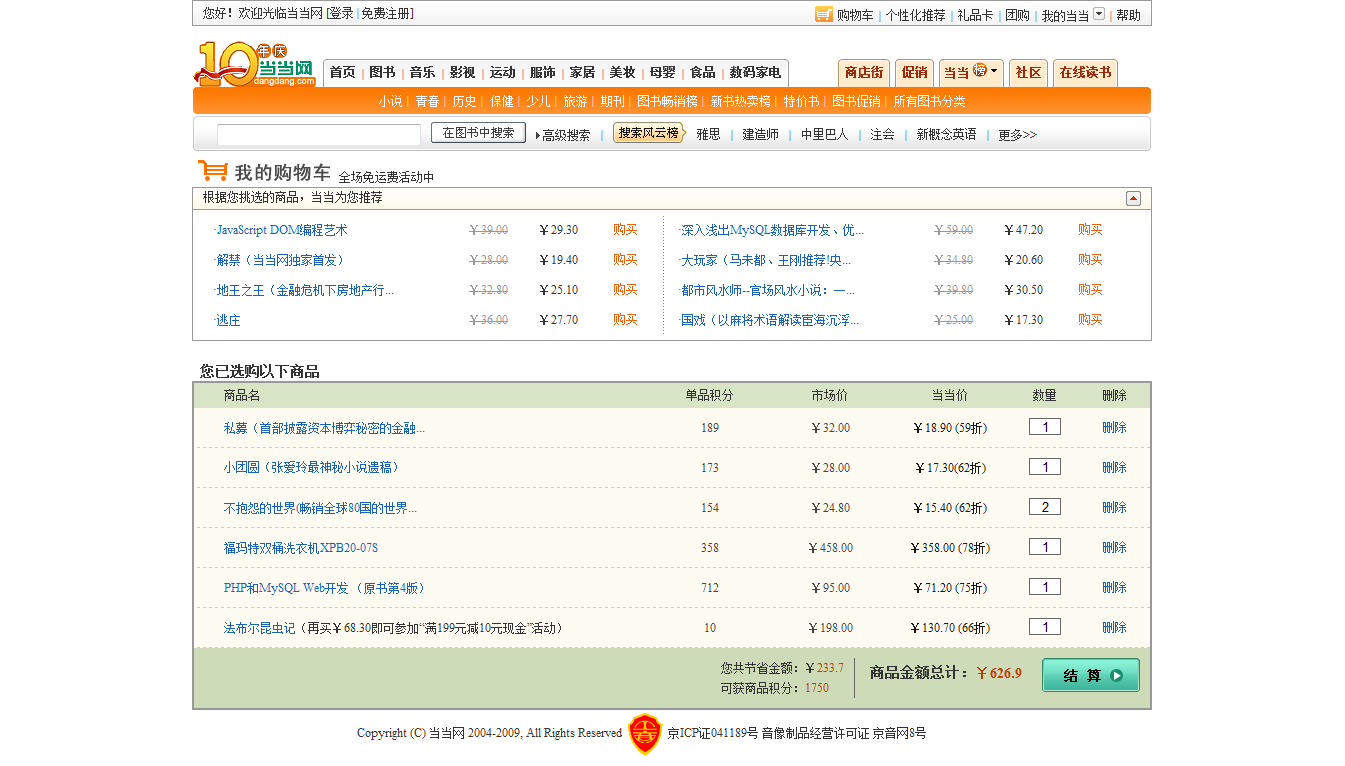 您好！欢迎光临当当网 [登录 | 免费注册]
购物车 | 个性化推荐 | 礼品卡 | 团购 | 我的当当 | 帮助
10年庆 当当网 dangdang.com
首页 | 图书 | 音乐 | 影视 | 运动 | 服饰 | 家居 | 美妆 | 母婴 | 食品 | 数码家电 商店街 促销 当当榜 社区 在线读书
小说 | 青春 | 历史 | 保健 | 少儿 | 旅游 | 期刊 | 图书畅销榜 | 新书热卖榜 | 特价书 | 图书促销 | 所有图书分类
在图书中搜索 高级搜索 | 搜索风云榜 雅思 | 建造师 | 中里巴人 | 注会 | 新概念英语 | 更多>>
我的购物车 全场免运费活动中
根据您挑选的商品，当当为您推荐
·JavaScript DOM编程艺术 ￥39.00 ￥29.30 购买 ·深入浅出MySQL数据库开发、优... ￥59.00 ￥47.20 购买
·解禁（当当网独家首发） ￥28.00 ￥19.40 购买 ·大玩家（马未都、王刚推荐!央... ￥34.80 ￥20.60 购买
·地王之王（金融危机下房地产行... ￥32.80 ￥25.10 购买 ·都市风水师--官场风水小说：一... ￥39.80 ￥30.50 购买
·逃庄 ￥36.00 ￥27.70 购买 ·国戏（以麻将术语解读宦海沉浮... ￥25.00 ￥17.30 购买
您已选购以下商品
商品名 单品积分 市场价 当当价 数量 删除
私募（首部披露资本博弈秘密的金融... 189 ￥32.00 ￥18.90 (59折) 1 删除
小团圆（张爱玲最神秘小说遗稿） 173 ￥28.00 ￥17.30(62折) 1 删除
不抱怨的世界(畅销全球80国的世界... 154 ￥24.80 ￥15.40 (62折) 2 删除
福玛特双桶洗衣机XPB20-07S 358 ￥458.00 ￥358.00 (78折) 1 删除
PHP和MySQL Web开发 （原书第4版） 712 ￥95.00 ￥71.20 (75折) 1 删除
法布尔昆虫记（再买￥68.30即可参加“满199元减10元现金”活动） 10 ￥198.00 ￥130.70 (66折) 1 删除
您共节省金额：￥233.7
可获商品积分：1750
商品金额总计：￥626.9 结 算
Copyright (C) 当当网 2004-2009, All Rights Reserved 京ICP证041189号 音像制品经营许可证 京音网8号